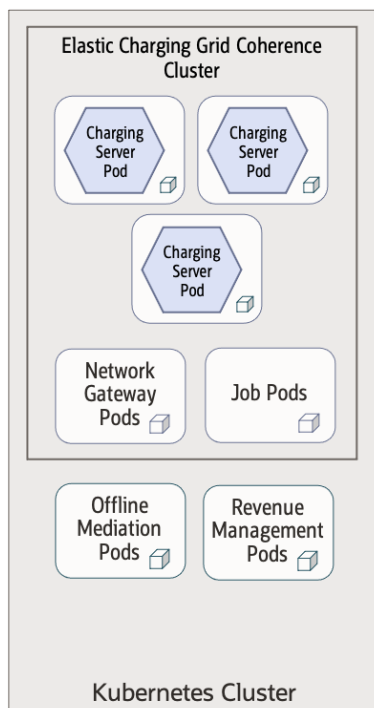 Elastic Charging Grid Coherence
Cluster
Charging
Server
Pod
Charging
Server
Pod
Charging
Server
Pod
Network
Gateway
Pods
Job Pods
Offline
Mediation
Pods
Revenue
Management
Pods
Kubernetes Cluster